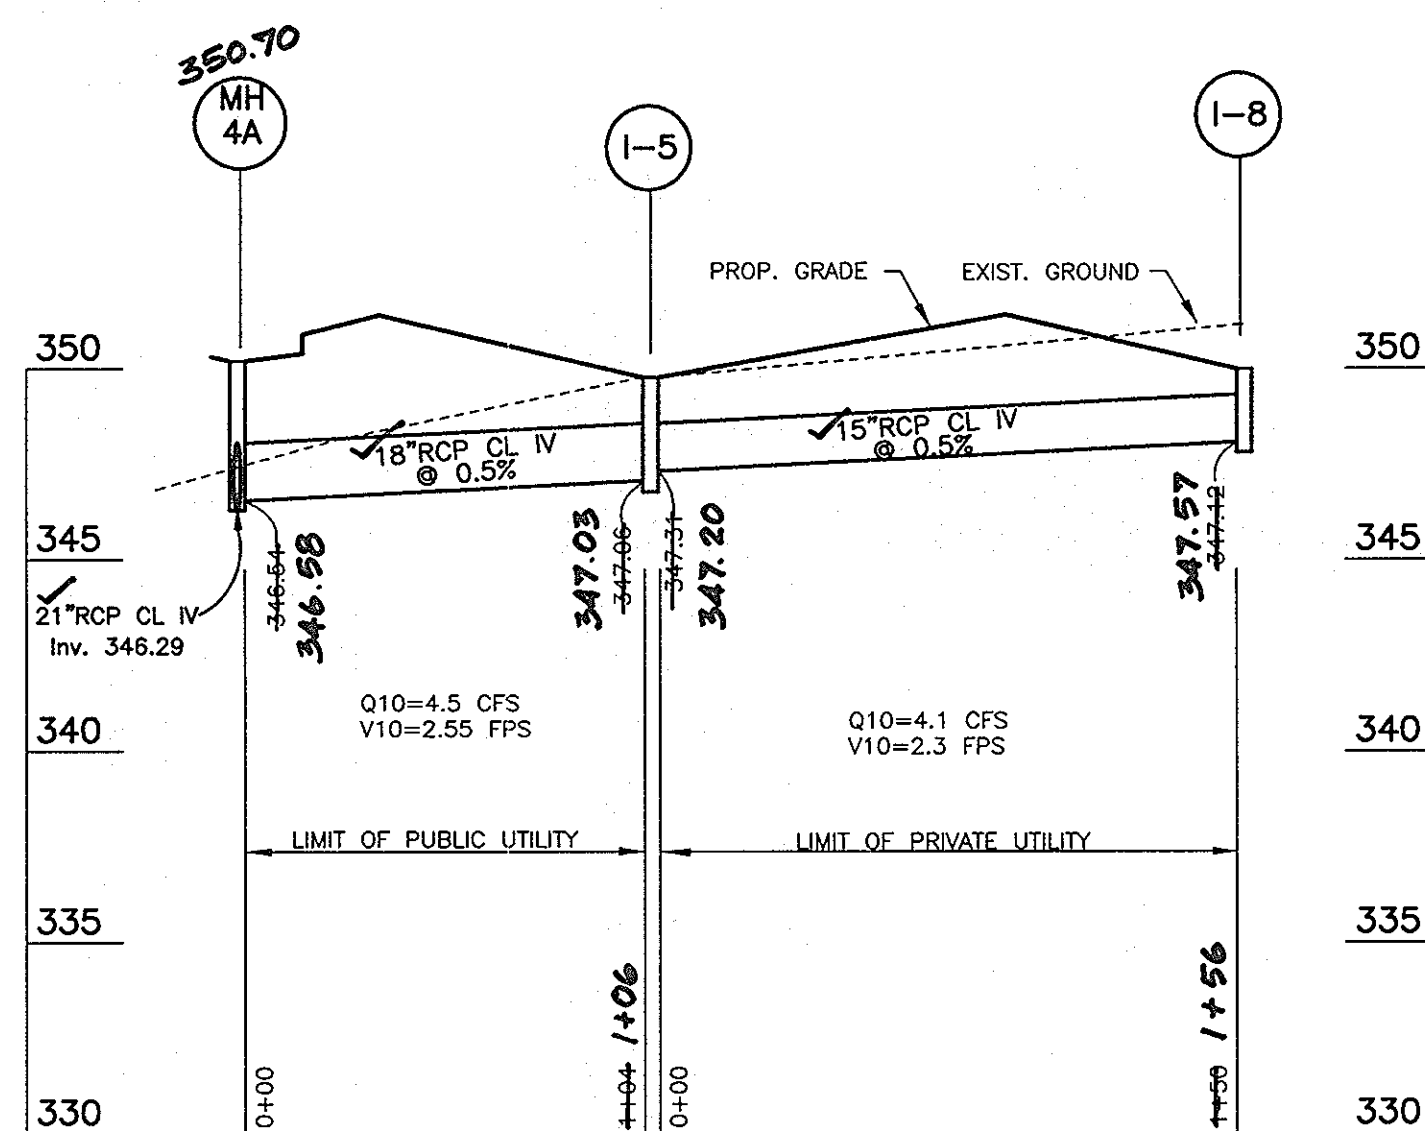 350.70
MH
4A
I-5
I-8
PROP. GRADE
EXIST. GROUND
350
350
18"RCP CL IV
@ 0.5%
15"RCP CL IV
@ 0.5%
345
345
346.54
346.58
347.03
347.06
347.31
347.20
347.57
347.12
21"RCP CL IV
Inv. 346.29
Q10=4.5 CFS
V10=2.55 FPS
Q10=4.1 CFS
V10=2.3 FPS
340
340
LIMIT OF PUBLIC UTILITY
LIMIT OF PRIVATE UTILITY
335
335
0+00
1+04
1+06
0+00
1+50
1+56
330
330